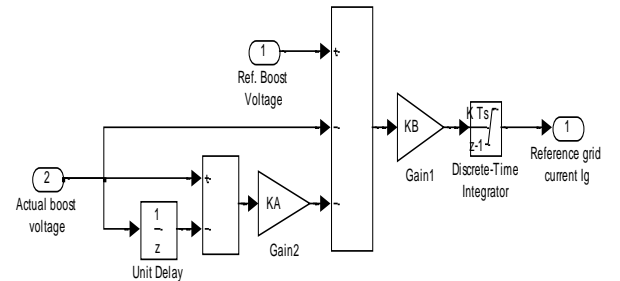 1
+
Ref. Boost
Voltage
-
KB
K Ts
z-1
1
Gain1
Discrete-Time
Integrator
Reference grid
current Ig
2
Actual boost
voltage
+
-
KA
-
Gain2
1
z
Unit Delay